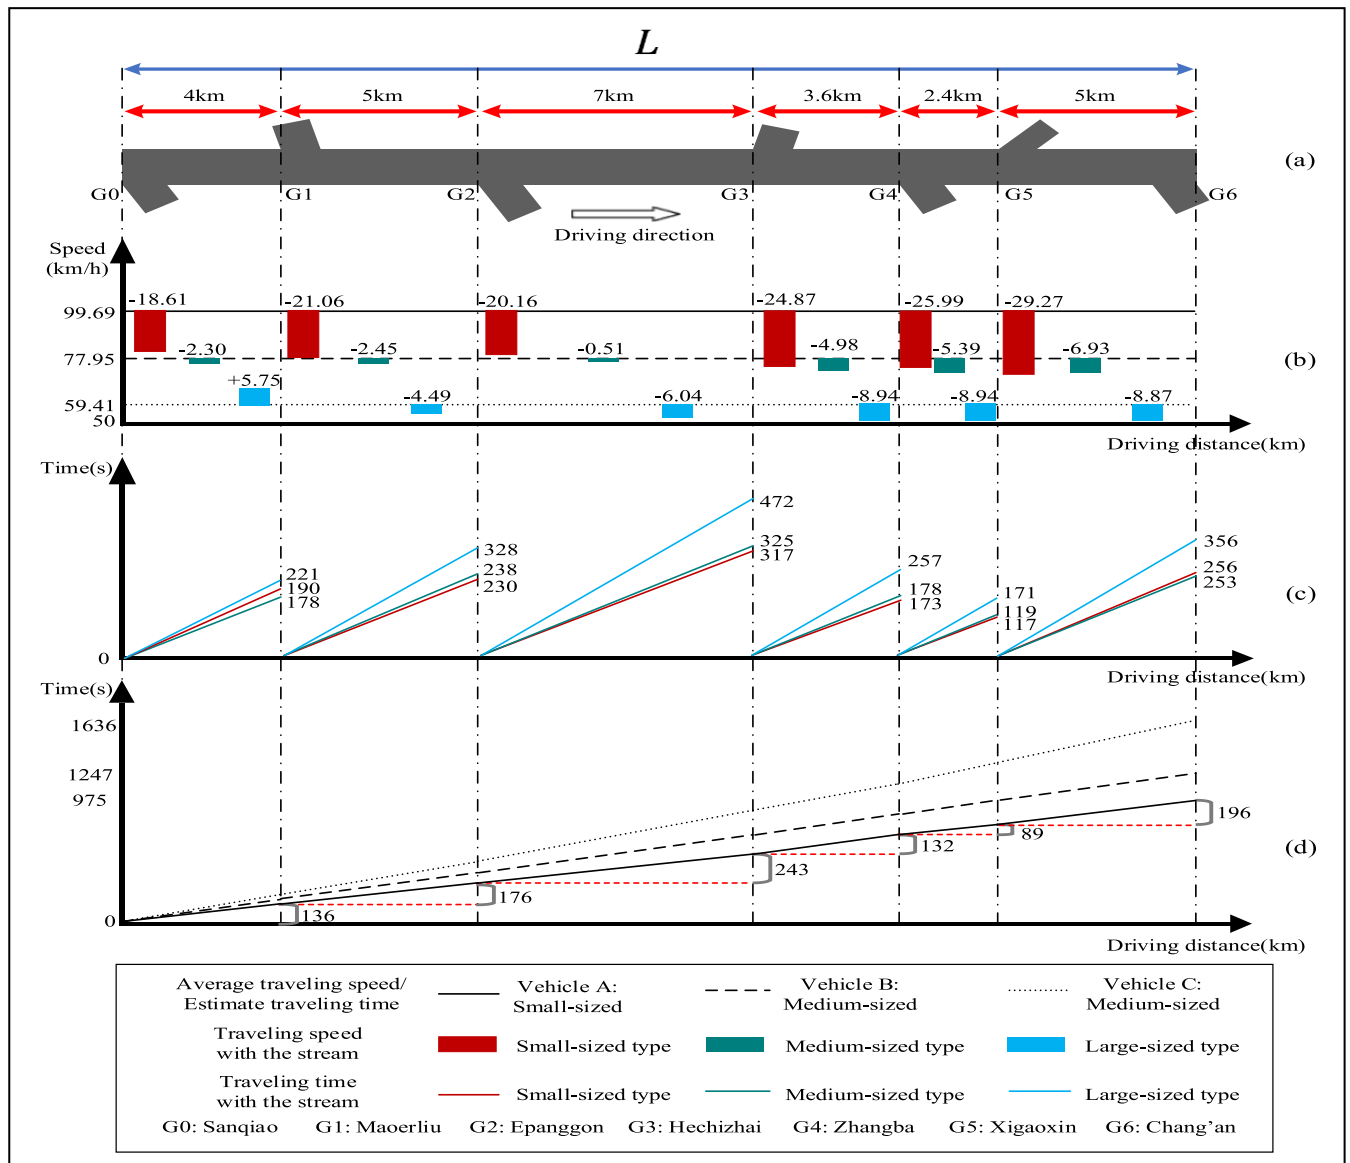 L
4km 5km 7km 3.6km 2.4km 5km
(a)
G0 G1 G2 G3 G4 G5 G6
Driving direction
Speed
(km/h)
-18.61 -21.06 -20.16 -24.87 -25.99 -29.27
99.69
-2.30 -2.45 -0.51 -4.98 -5.39 -6.93
77.95
(b)
+5.75 -4.49 -6.04 -8.94 -8.94 -8.87
59.41
50
Driving distance(km)
Time(s)
221 328 472 257 171 356
190 238 325 178 119 256
178 230 317 173 117 253
(c)
0
Driving distance(km)
Time(s)
1636
1247
975
136 176 243 132 89 196
(d)
0
Driving distance(km)
Average traveling speed/
Estimate traveling time
Vehicle A:
Small-sized
Vehicle B:
Medium-sized
Vehicle C:
Medium-sized
Traveling speed
with the stream
Small-sized type Medium-sized type Large-sized type
Traveling time
with the stream
Small-sized type Medium-sized type Large-sized type
G0: Sanqiao G1: Maoerliu G2: Epanggon G3: Hechizhai G4: Zhangba G5: Xigaoxin G6: Chang'an